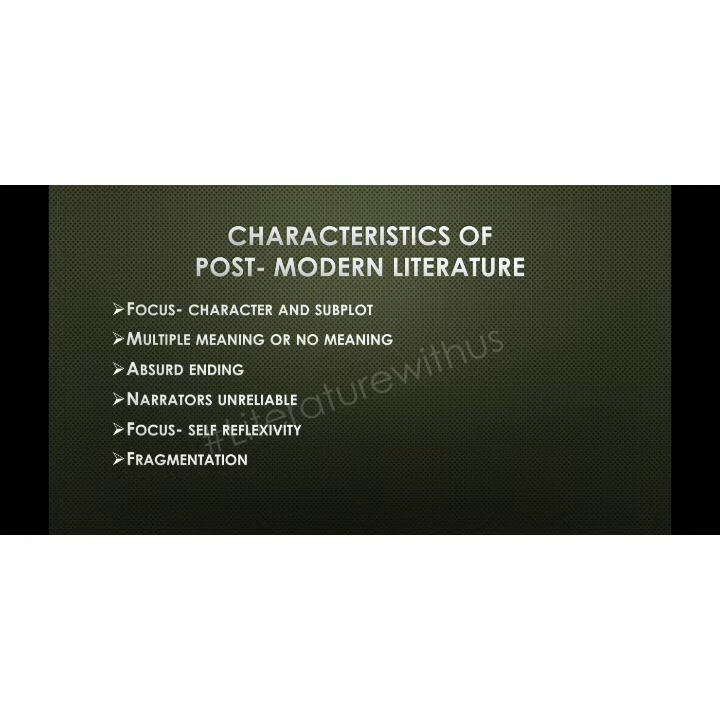 CHARACTERISTICS OF
POST- MODERN LITERATURE
➢FOCUS- CHARACTER AND SUBPLOT
➢MULTIPLE MEANING OR NO MEANING
➢ABSURD ENDING
➢NARRATORS UNRELIABLE
➢FOCUS- SELF REFLEXIVITY
➢FRAGMENTATION
#Literaturewithus